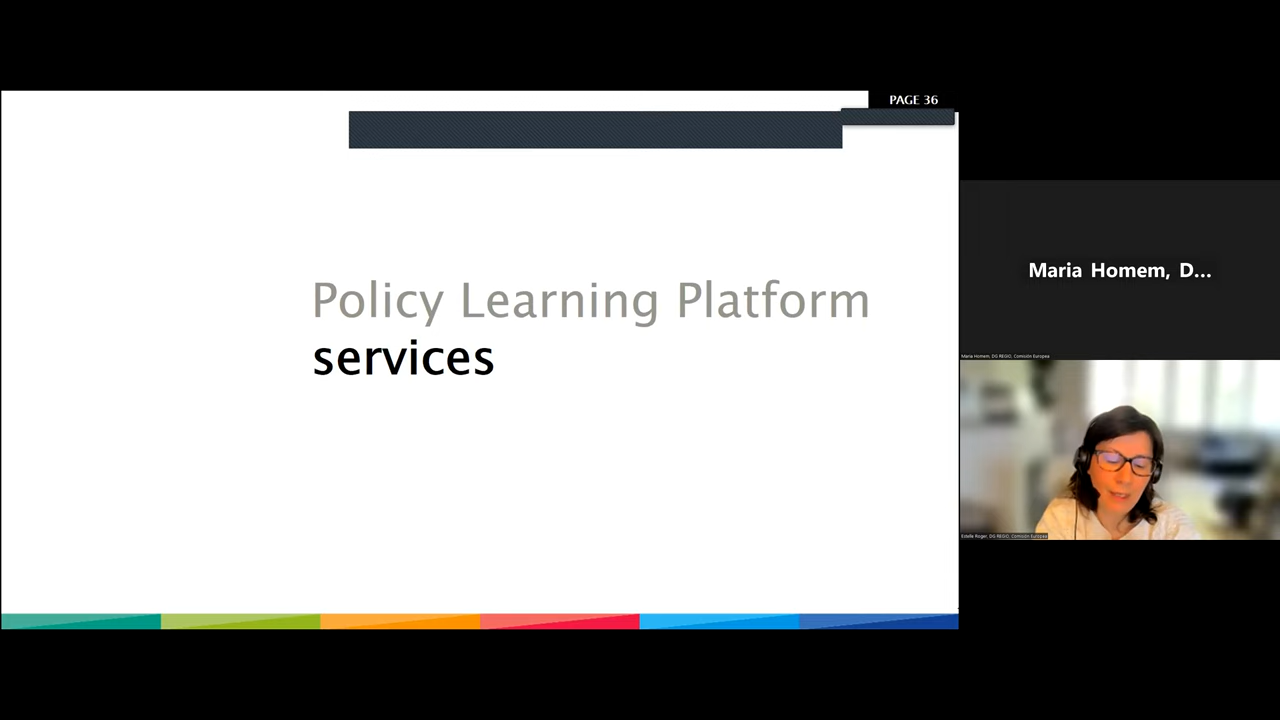 PAGE 36
Policy Learning Platform
services
Maria Homem, D...
Maria Homem, DG REGIO, Comisión Europea
Estelle Roger, DG REGIO, Comisión Europea